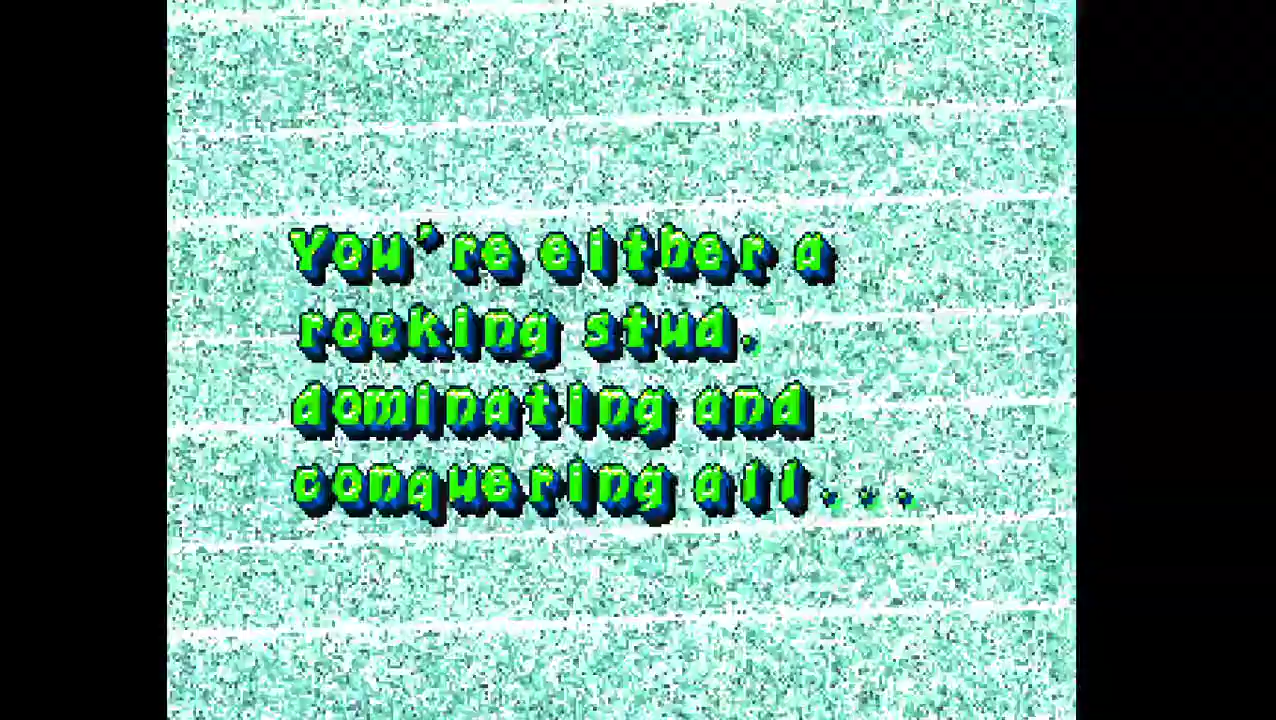 You're either a
rocking stud.
dominating and
conquering all...